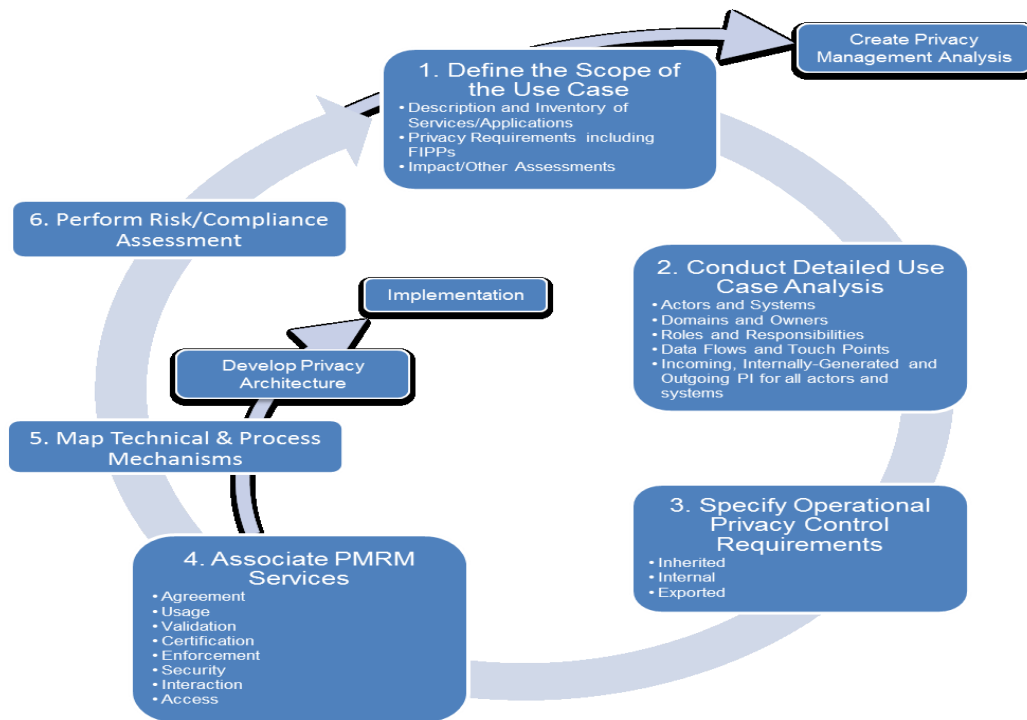 Create Privacy
Management Analysis
1. Define the Scope of
the Use Case
• Description and Inventory of
Services/Applications
• Privacy Requirements including
FIPPs
• Impact/Other Assessments
2. Conduct Detailed Use
Case Analysis
• Actors and Systems
• Domains and Owners
• Roles and Responsibilities
• Data Flows and Touch Points
• Incoming, Internally-Generated and
Outgoing PI for all actors and
systems
3. Specify Operational
Privacy Control
Requirements
• Inherited
• Internal
• Exported
4. Associate PMRM
Services
• Agreement
• Usage
• Validation
• Certification
• Enforcement
• Security
• Interaction
• Access
5. Map Technical & Process
Mechanisms
Develop Privacy
Architecture
Implementation
6. Perform Risk/Compliance
Assessment